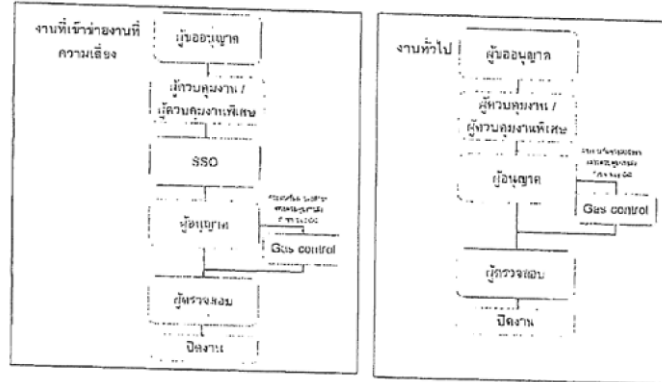 งานที่เข้าข่ายงานที่
ความเสี่ยง
ผู้ขออนุญาต
ผู้ควบคุมงาน /
ผู้ควบคุมงานพิเศษ
SSO
ผู้อนุญาต
Gas control
ผู้ตรวจสอบ
ปิดงาน
งานทั่วไป
ผู้ขออนุญาต
ผู้ควบคุมงาน /
ผู้ควบคุมงานพิเศษ
ผู้อนุญาต
Gas control
ผู้ตรวจสอบ
ปิดงาน